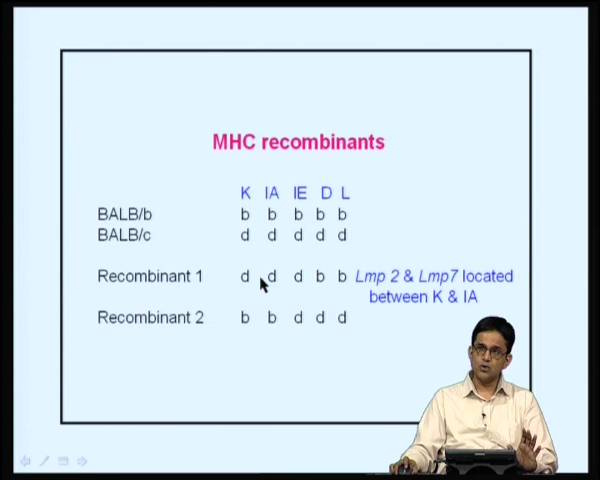 MHC recombinants
K IA IE D L
BALB/b b b b b b
BALB/c d d d d d
Recombinant 1 d d d b b Lmp 2 & Lmp7 located
between K & IA
Recombinant 2 b b d d d